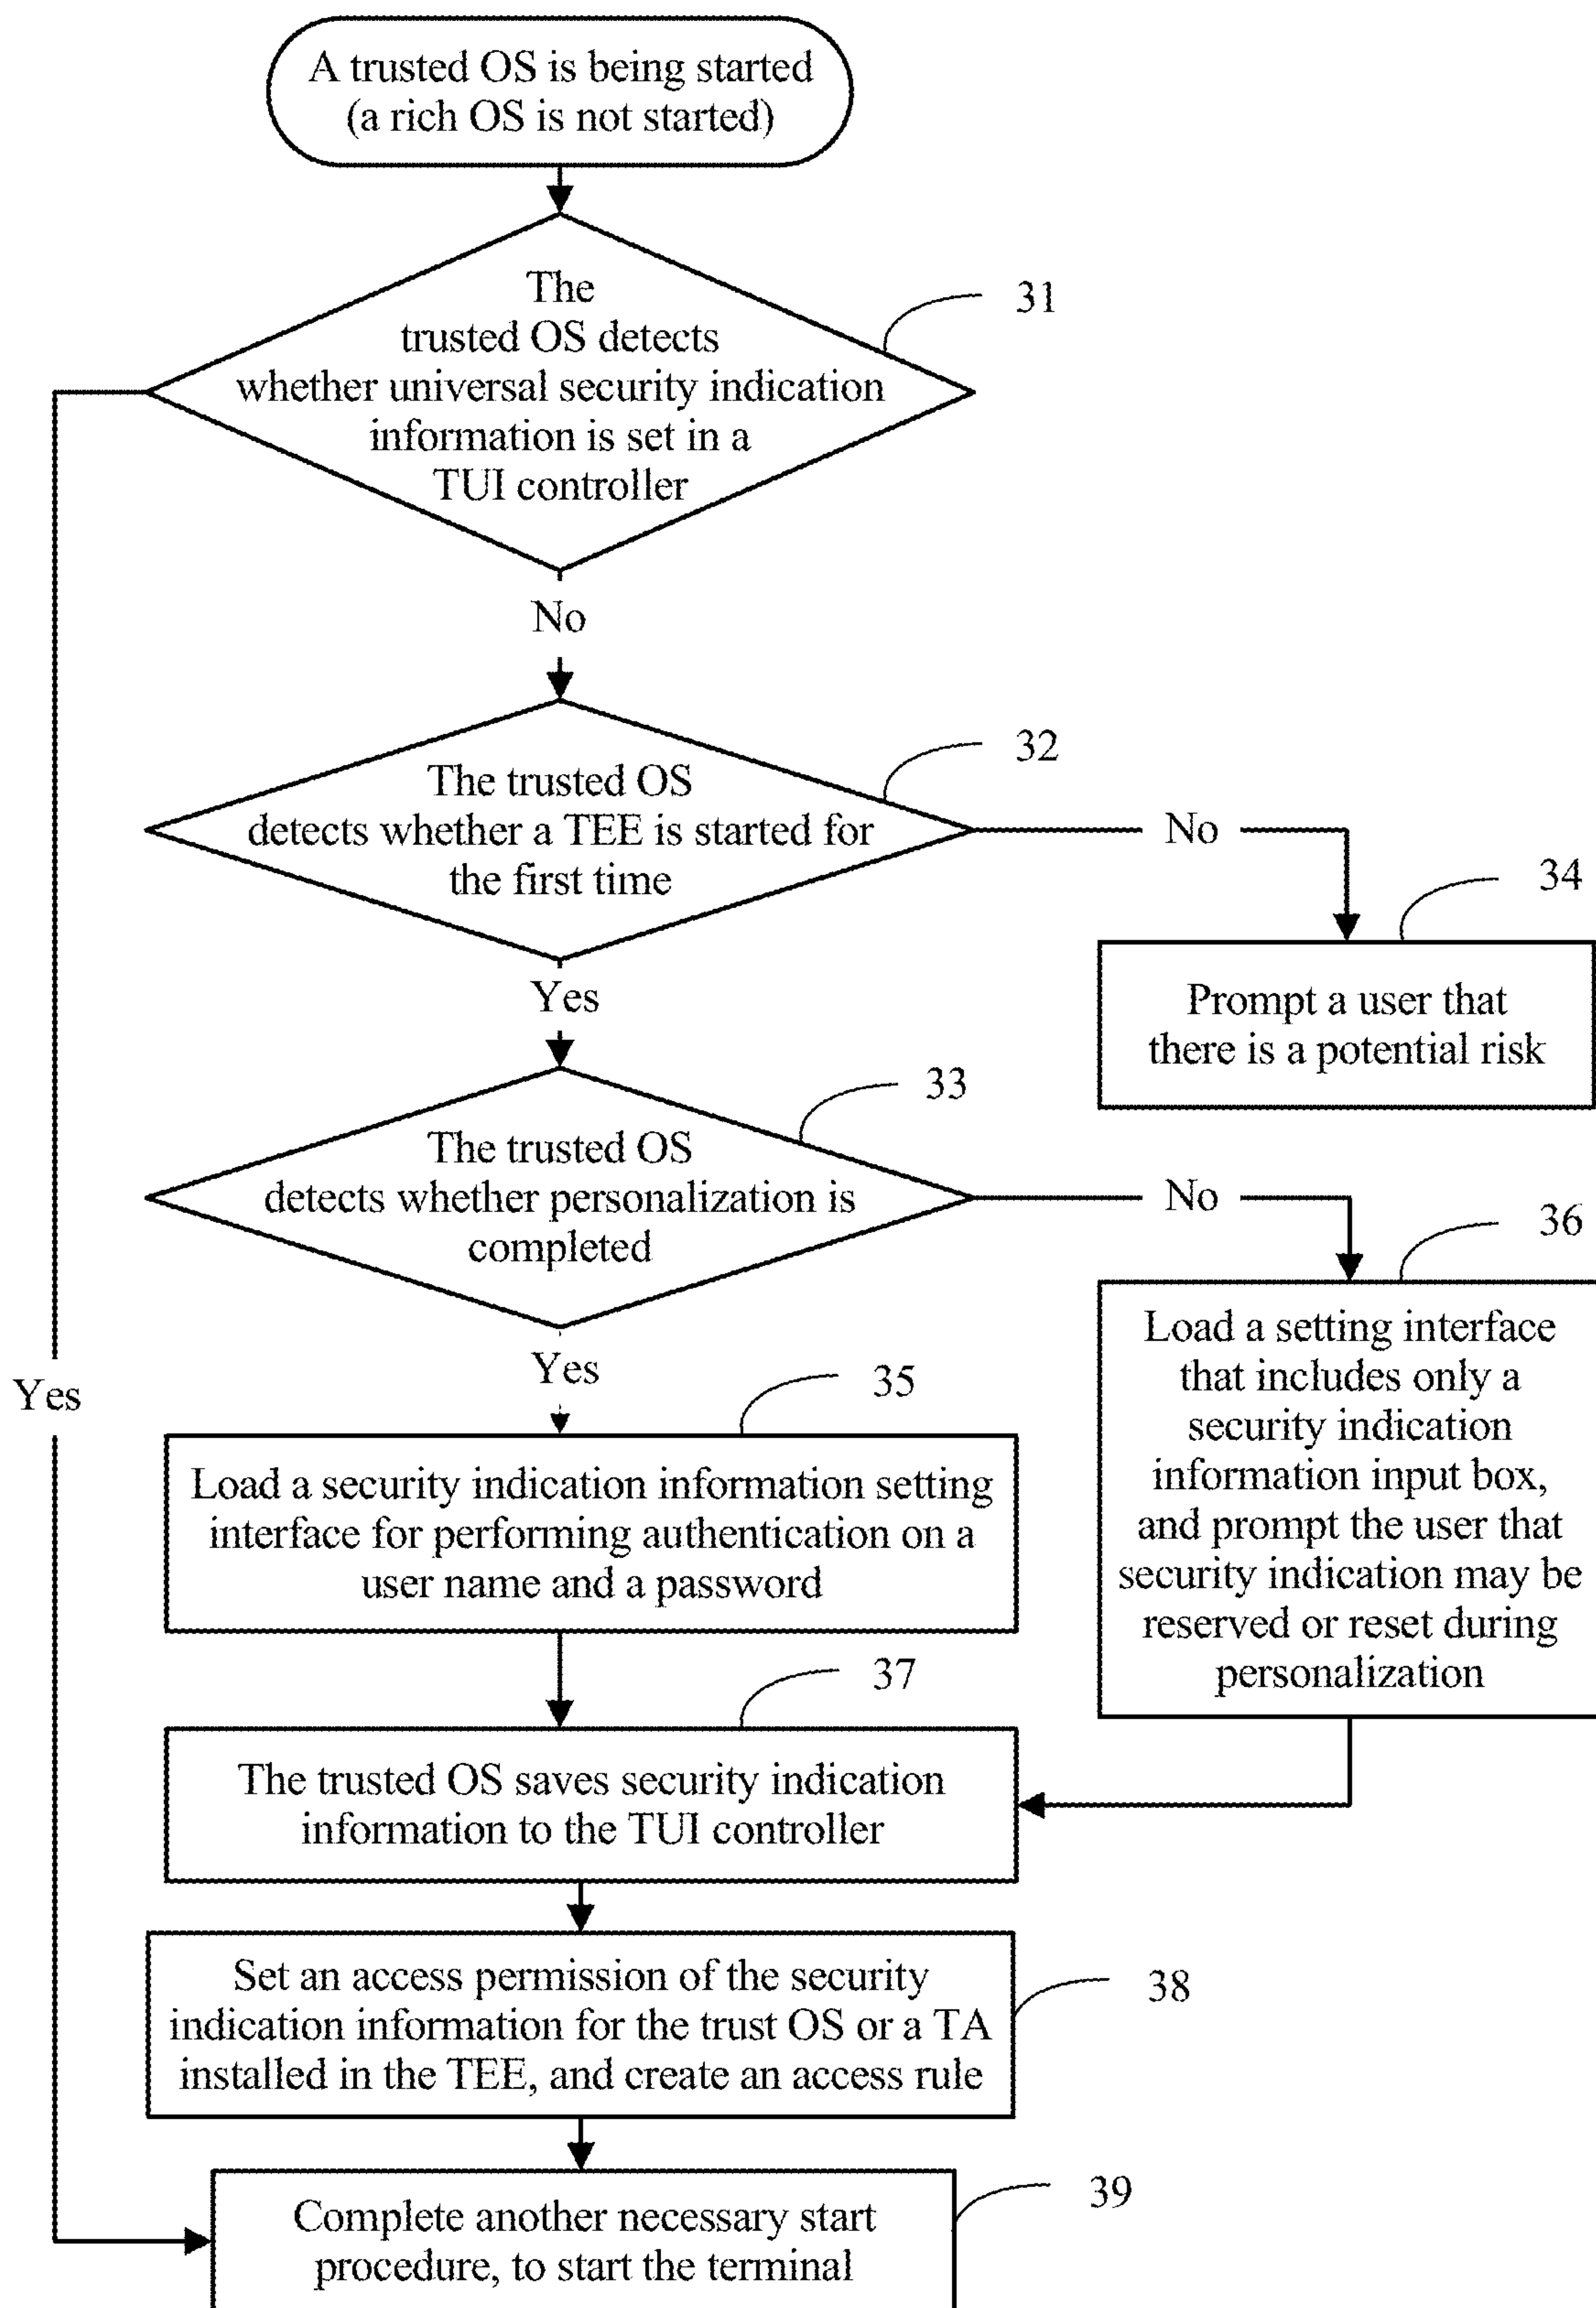 A trusted OS is being started
(a rich OS is not started)
31
The
trusted OS detects
whether universal security indication
information is set in a
TUI controller
No
32
The trusted OS
detects whether a TEE is started for
the first time
No
34
Prompt a user that
there is a potential risk
Yes
33
The trusted OS
detects whether personalization is
completed
No
36
Load a setting interface
that includes only a
security indication
information input box,
and prompt the user that
security indication may be
reserved or reset during
personalization
Yes
Yes
35
Load a security indication information setting
interface for performing authentication on a
user name and a password
37
The trusted OS saves security indication
information to the TUI controller
38
Set an access permission of the security
indication information for the trust OS or a TA
installed in the TEE, and create an access rule
39
Complete another necessary start
procedure, to start the terminal